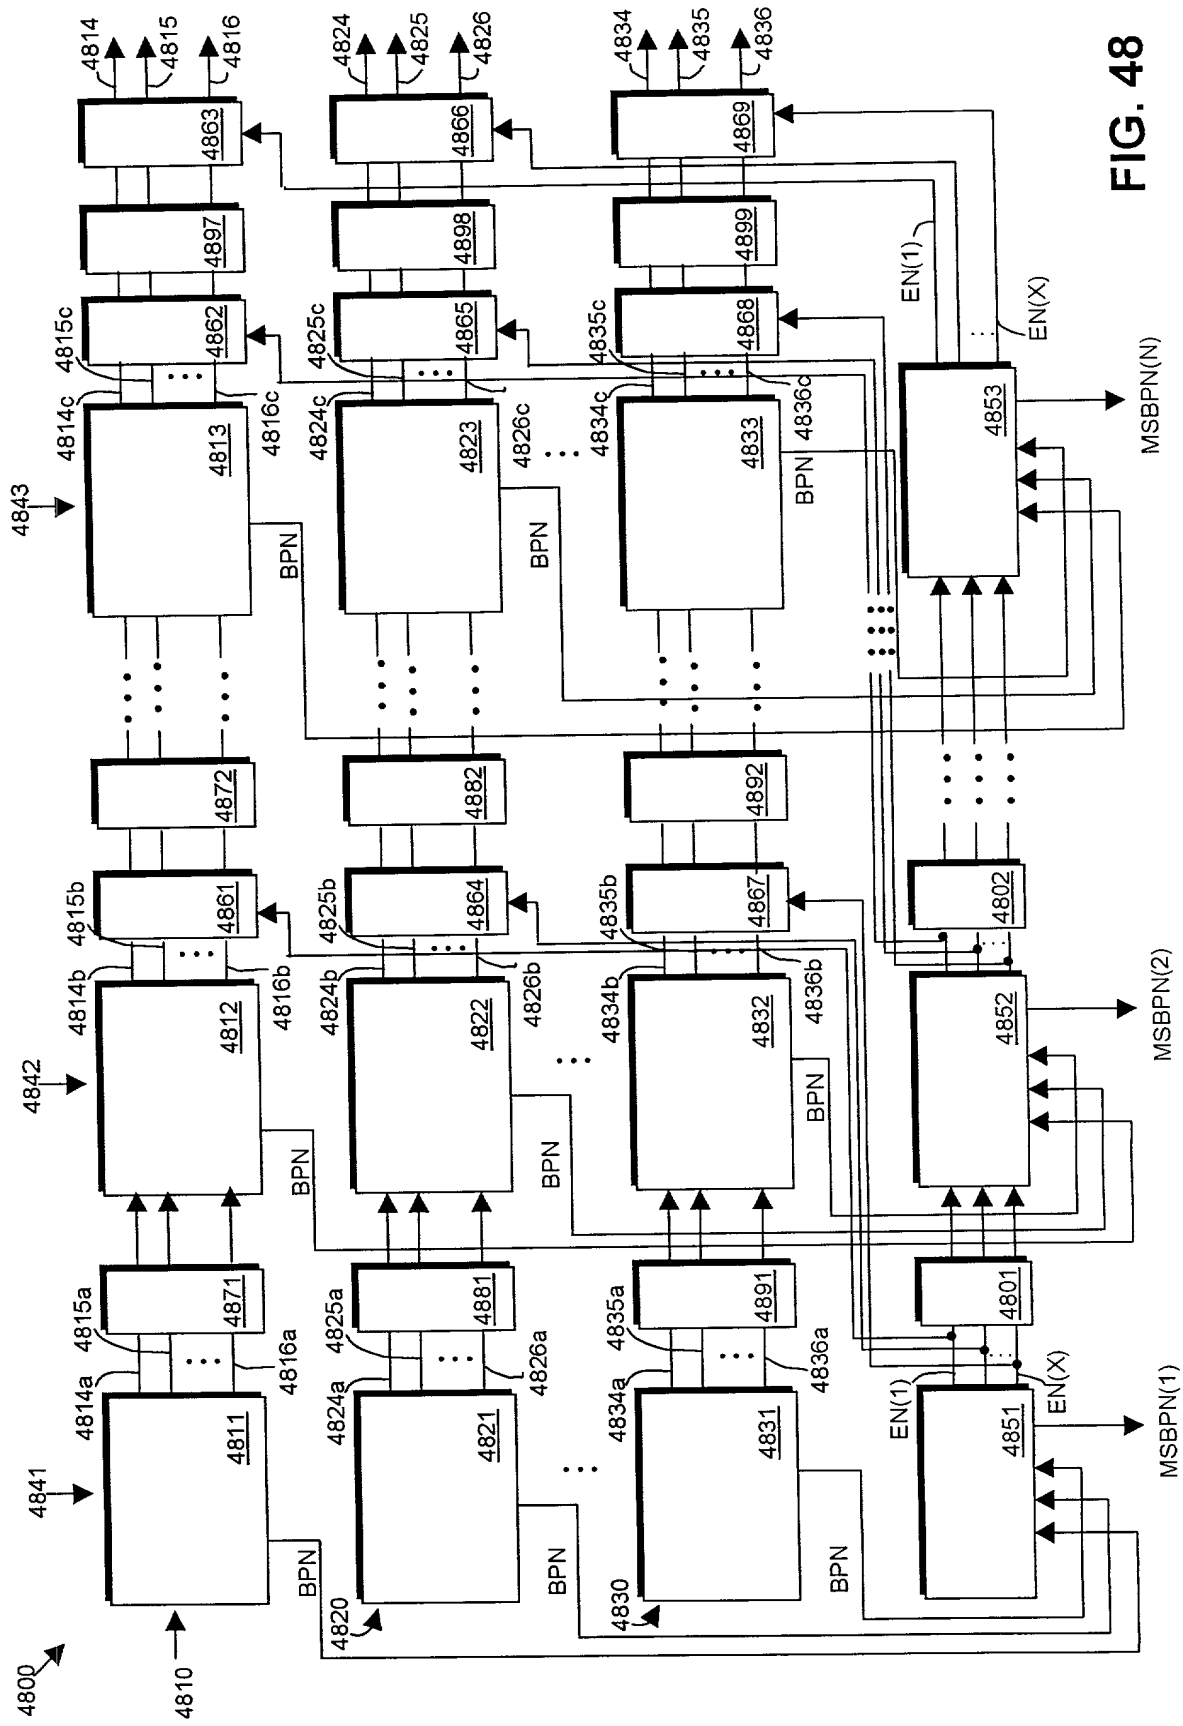 4800
4841
4842
4843
4810
4811
4814a
4815a
4816a
4871
4812
4814b
4815b
4816b
4861
4872
4813
4814c
4815c
4816c
4862
4897
4863
4814
4815
4816
BPN
BPN
BPN
4820
4821
4824a
4825a
4826a
4881
4822
4824b
4825b
4826b
4864
4882
4823
4824c
4825c
4826c
4865
4898
4866
4824
4825
4826
BPN
BPN
BPN
4830
4831
4834a
4835a
4836a
4891
4832
4834b
4835b
4836b
4867
4892
4833
4834c
4835c
4836c
4868
4899
4869
4834
4835
4836
BPN
BPN
BPN
4851
EN(1)
EN(X)
4801
4852
4802
4853
EN(1)
EN(X)
MSBPN(1)
MSBPN(2)
MSBPN(N)
FIG. 48